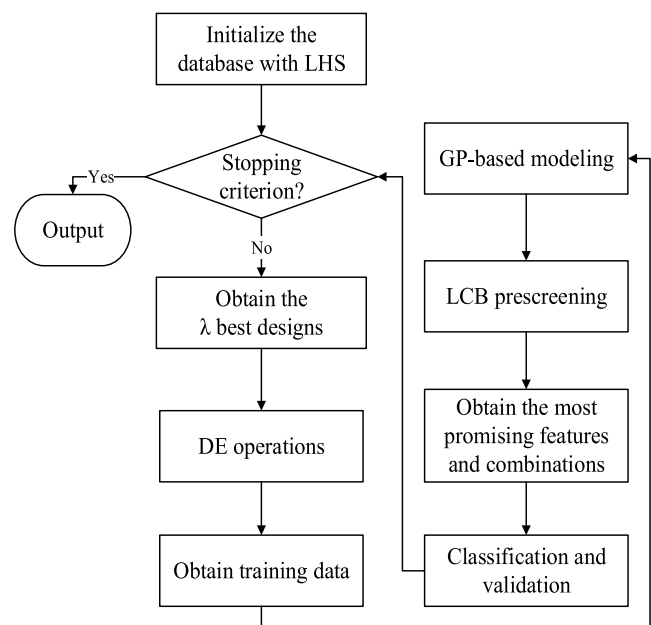 Initialize the
database with LHS
Stopping
criterion?
Yes
Output
No
Obtain the
λ best designs
DE operations
Obtain training data
GP-based modeling
LCB prescreening
Obtain the most
promising features
and combinations
Classification and
validation